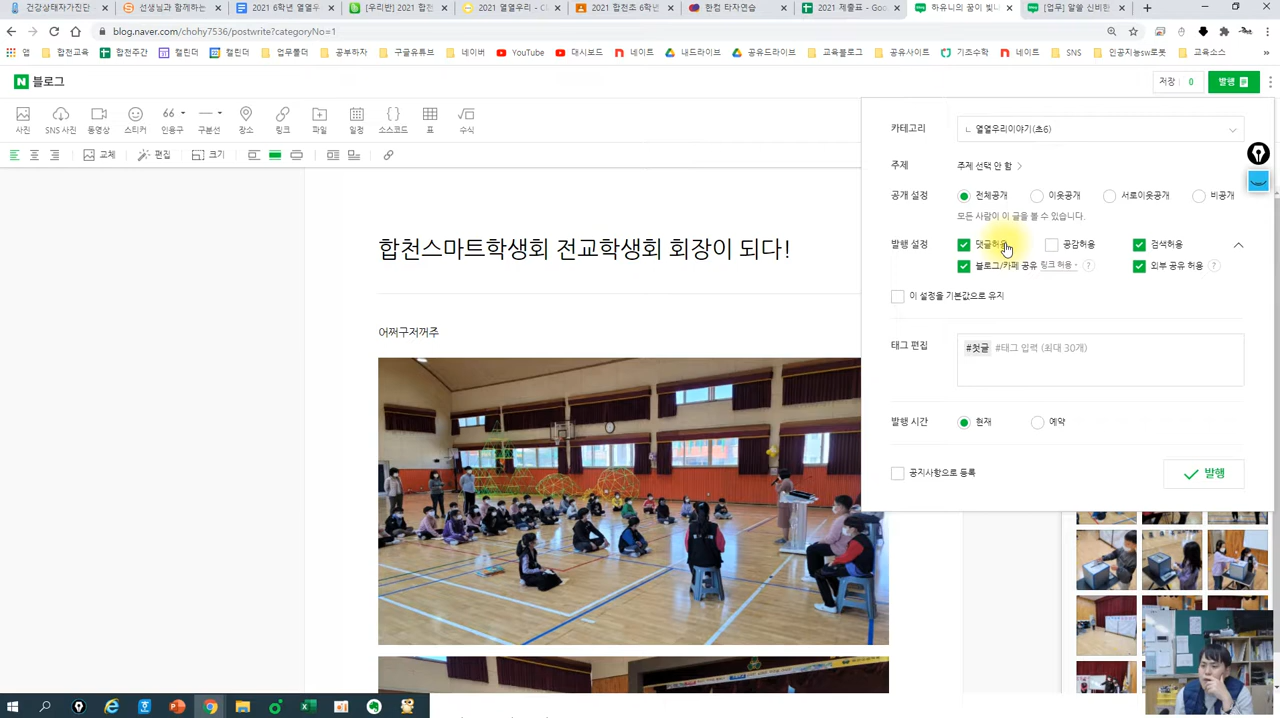 건강상태자가진단
선생님과 함께하는
2021 6학년 열열우
[우리반] 2021 합천
2021 열열우리 - 클
2021 합천초 6학년
한컴 타자연습
2021 제출표 - Goo
하유니의 꿈이 빛나
[업무] 알쏠 신비한
blog.naver.com/chohy7536/postwrite?categoryNo=1
앱
합천교육
합천주간
캘린더
캘린더
업무폴더
공부하자
구글유튜브
네이버
YouTube
대시보드
네이트
내드라이브
공유드라이브
교육블로그
공유사이트
기초수학
네이트
SNS
인공지능sw로봇
교육소스
N 블로그
저장 0
발행
사진
SNS 사진
동영상
스티커
인용구
구분선
장소
링크
파일
일정
소스코드
표
수식
교체
편집
크기
합천스마트학생회 전교학생회 회장이 되다!
어쩌구저꺼주
카테고리
ㄴ 열열우리이야기(초6)
주제
주제 선택 안 함 >
공개 설정
전체공개
이웃공개
서로이웃공개
비공개
모든 사람이 이 글을 볼 수 있습니다.
발행 설정
댓글허용
공감허용
검색허용
블로그/카페 공유 링크 허용
외부 공유 허용
이 설정을 기본값으로 유지
태그 편집
#첫글 #태그 입력 (최대 30개)
발행 시간
현재
예약
공지사항으로 등록
발행